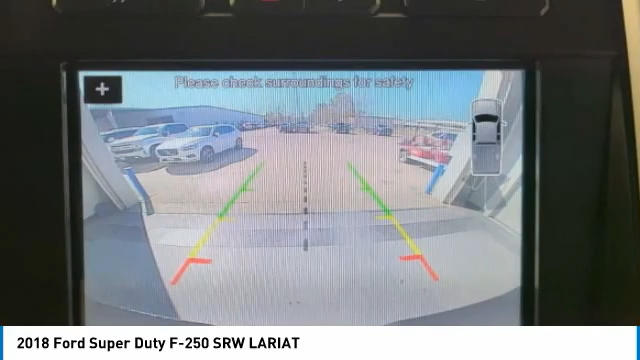 +
Please check surroundings for safety
2018 Ford Super Duty F-250 SRW LARIAT